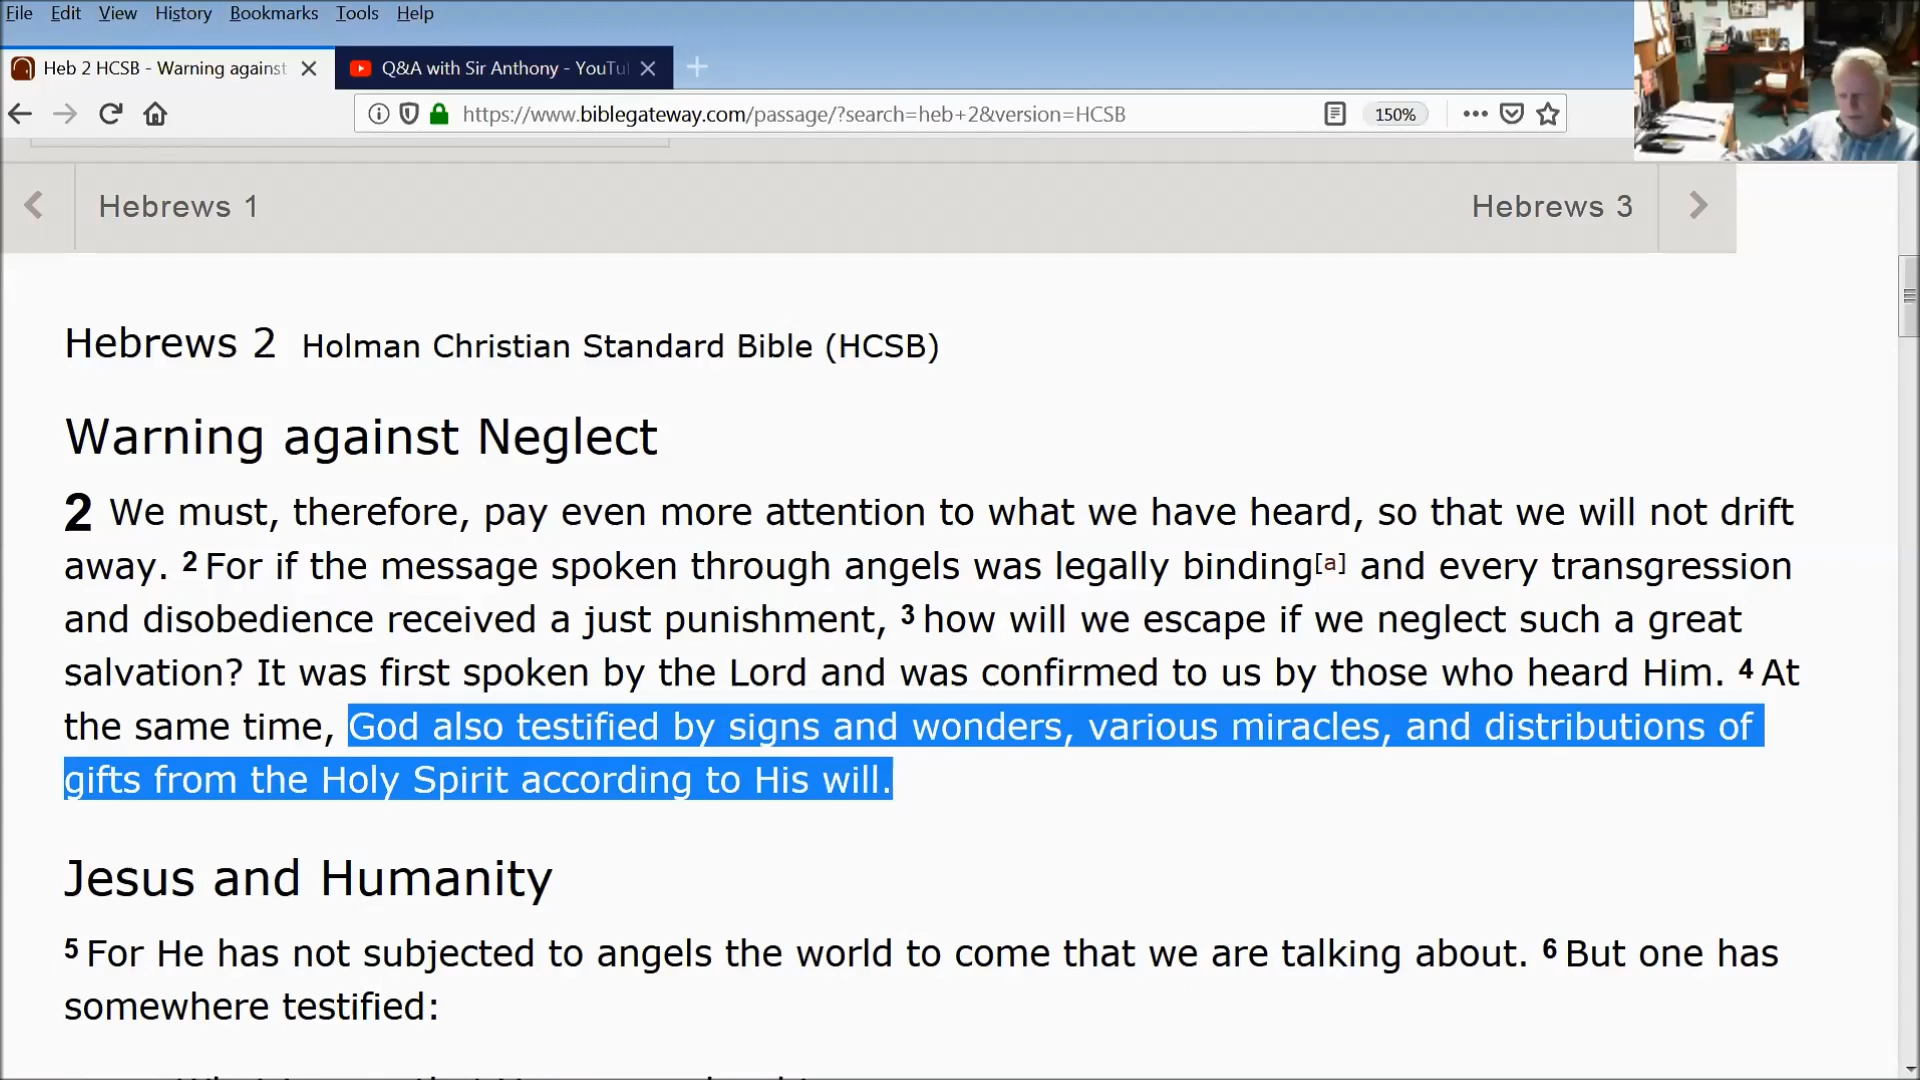 File Edit View History Bookmarks Tools Help
Heb 2 HCSB - Warning against
Q&A with Sir Anthony - YouTu
https://www.biblegateway.com/passage/?search=heb+2&version=HCSB
150%
Hebrews 1
Hebrews 3
Hebrews 2 Holman Christian Standard Bible (HCSB)
Warning against Neglect
2 We must, therefore, pay even more attention to what we have heard, so that we will not drift
away. 2 For if the message spoken through angels was legally binding[a] and every transgression
and disobedience received a just punishment, 3 how will we escape if we neglect such a great
salvation? It was first spoken by the Lord and was confirmed to us by those who heard Him. 4 At
the same time, God also testified by signs and wonders, various miracles, and distributions of
gifts from the Holy Spirit according to His will.
Jesus and Humanity
5 For He has not subjected to angels the world to come that we are talking about. 6 But one has
somewhere testified: